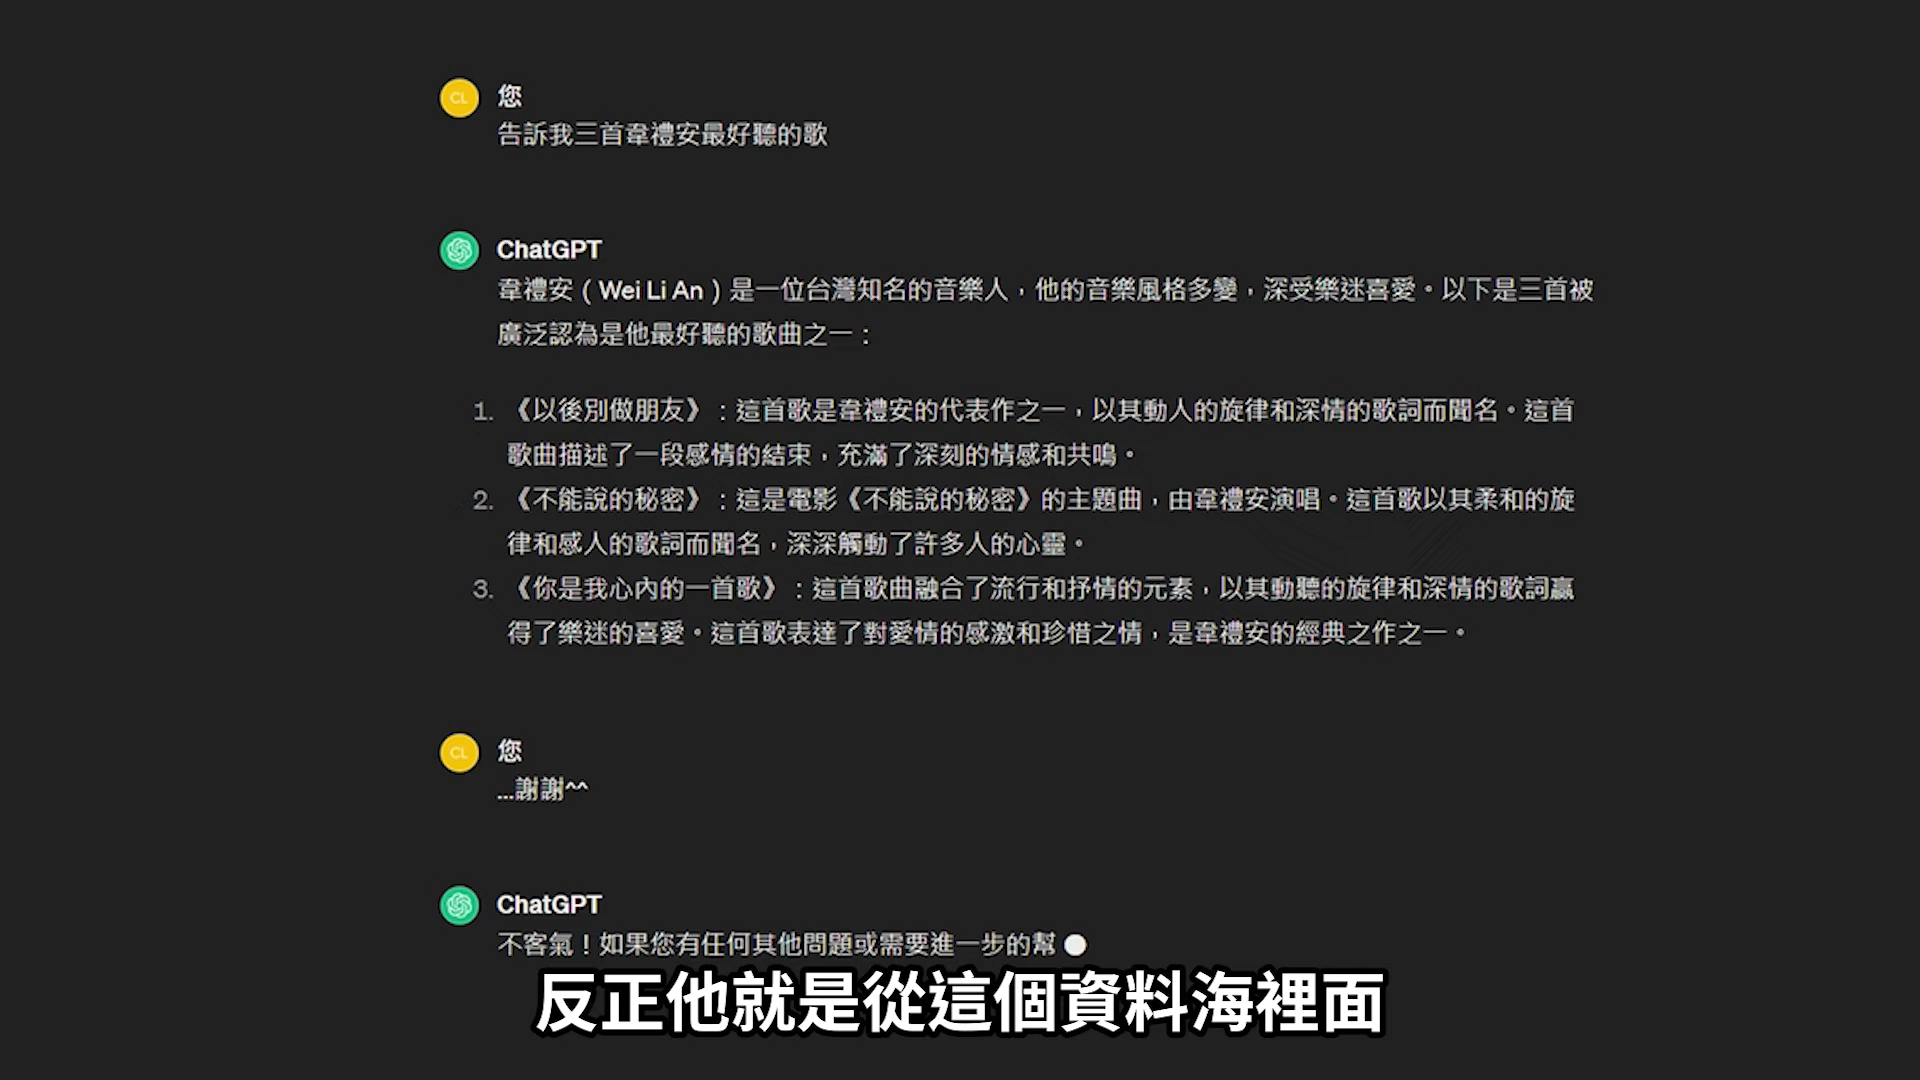 CL 您
告訴我三首韋禮安最好聽的歌
ChatGPT
韋禮安（Wei Li An）是一位台灣知名的音樂人，他的音樂風格多變，深受樂迷喜愛。以下是三首被
廣泛認為是他最好聽的歌曲之一：
1. 《以後別做朋友》：這首歌是韋禮安的代表作之一，以其動人的旋律和深情的歌詞而聞名。這首
歌曲描述了一段感情的結束，充滿了深刻的情感和共鳴。
2. 《不能說的秘密》：這是電影《不能說的秘密》的主題曲，由韋禮安演唱。這首歌以其柔和的旋
律和感人的歌詞而聞名，深深觸動了許多人的心靈。
3. 《你是我心內的一首歌》：這首歌曲融合了流行和抒情的元素，以其動聽的旋律和深情的歌詞贏
得了樂迷的喜愛。這首歌表達了對愛情的感激和珍惜之情，是韋禮安的經典之作之一。
CL 您
...謝謝^^
ChatGPT
不客氣！如果您有任何其他問題或需要進一步的幫
反正他就是從這個資料海裡面